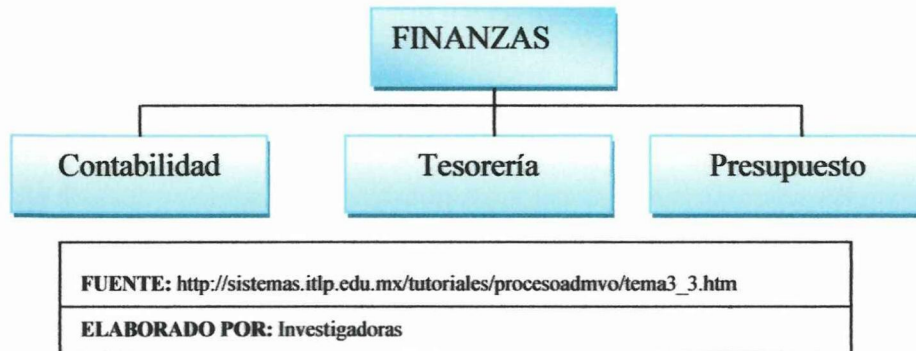 FINANZAS
Contabilidad
Tesorería
Presupuesto
FUENTE: http://sistemas.itlp.edu.mx/tutoriales/procesoadmvo/tema3_3.htm
ELABORADO POR: Investigadoras